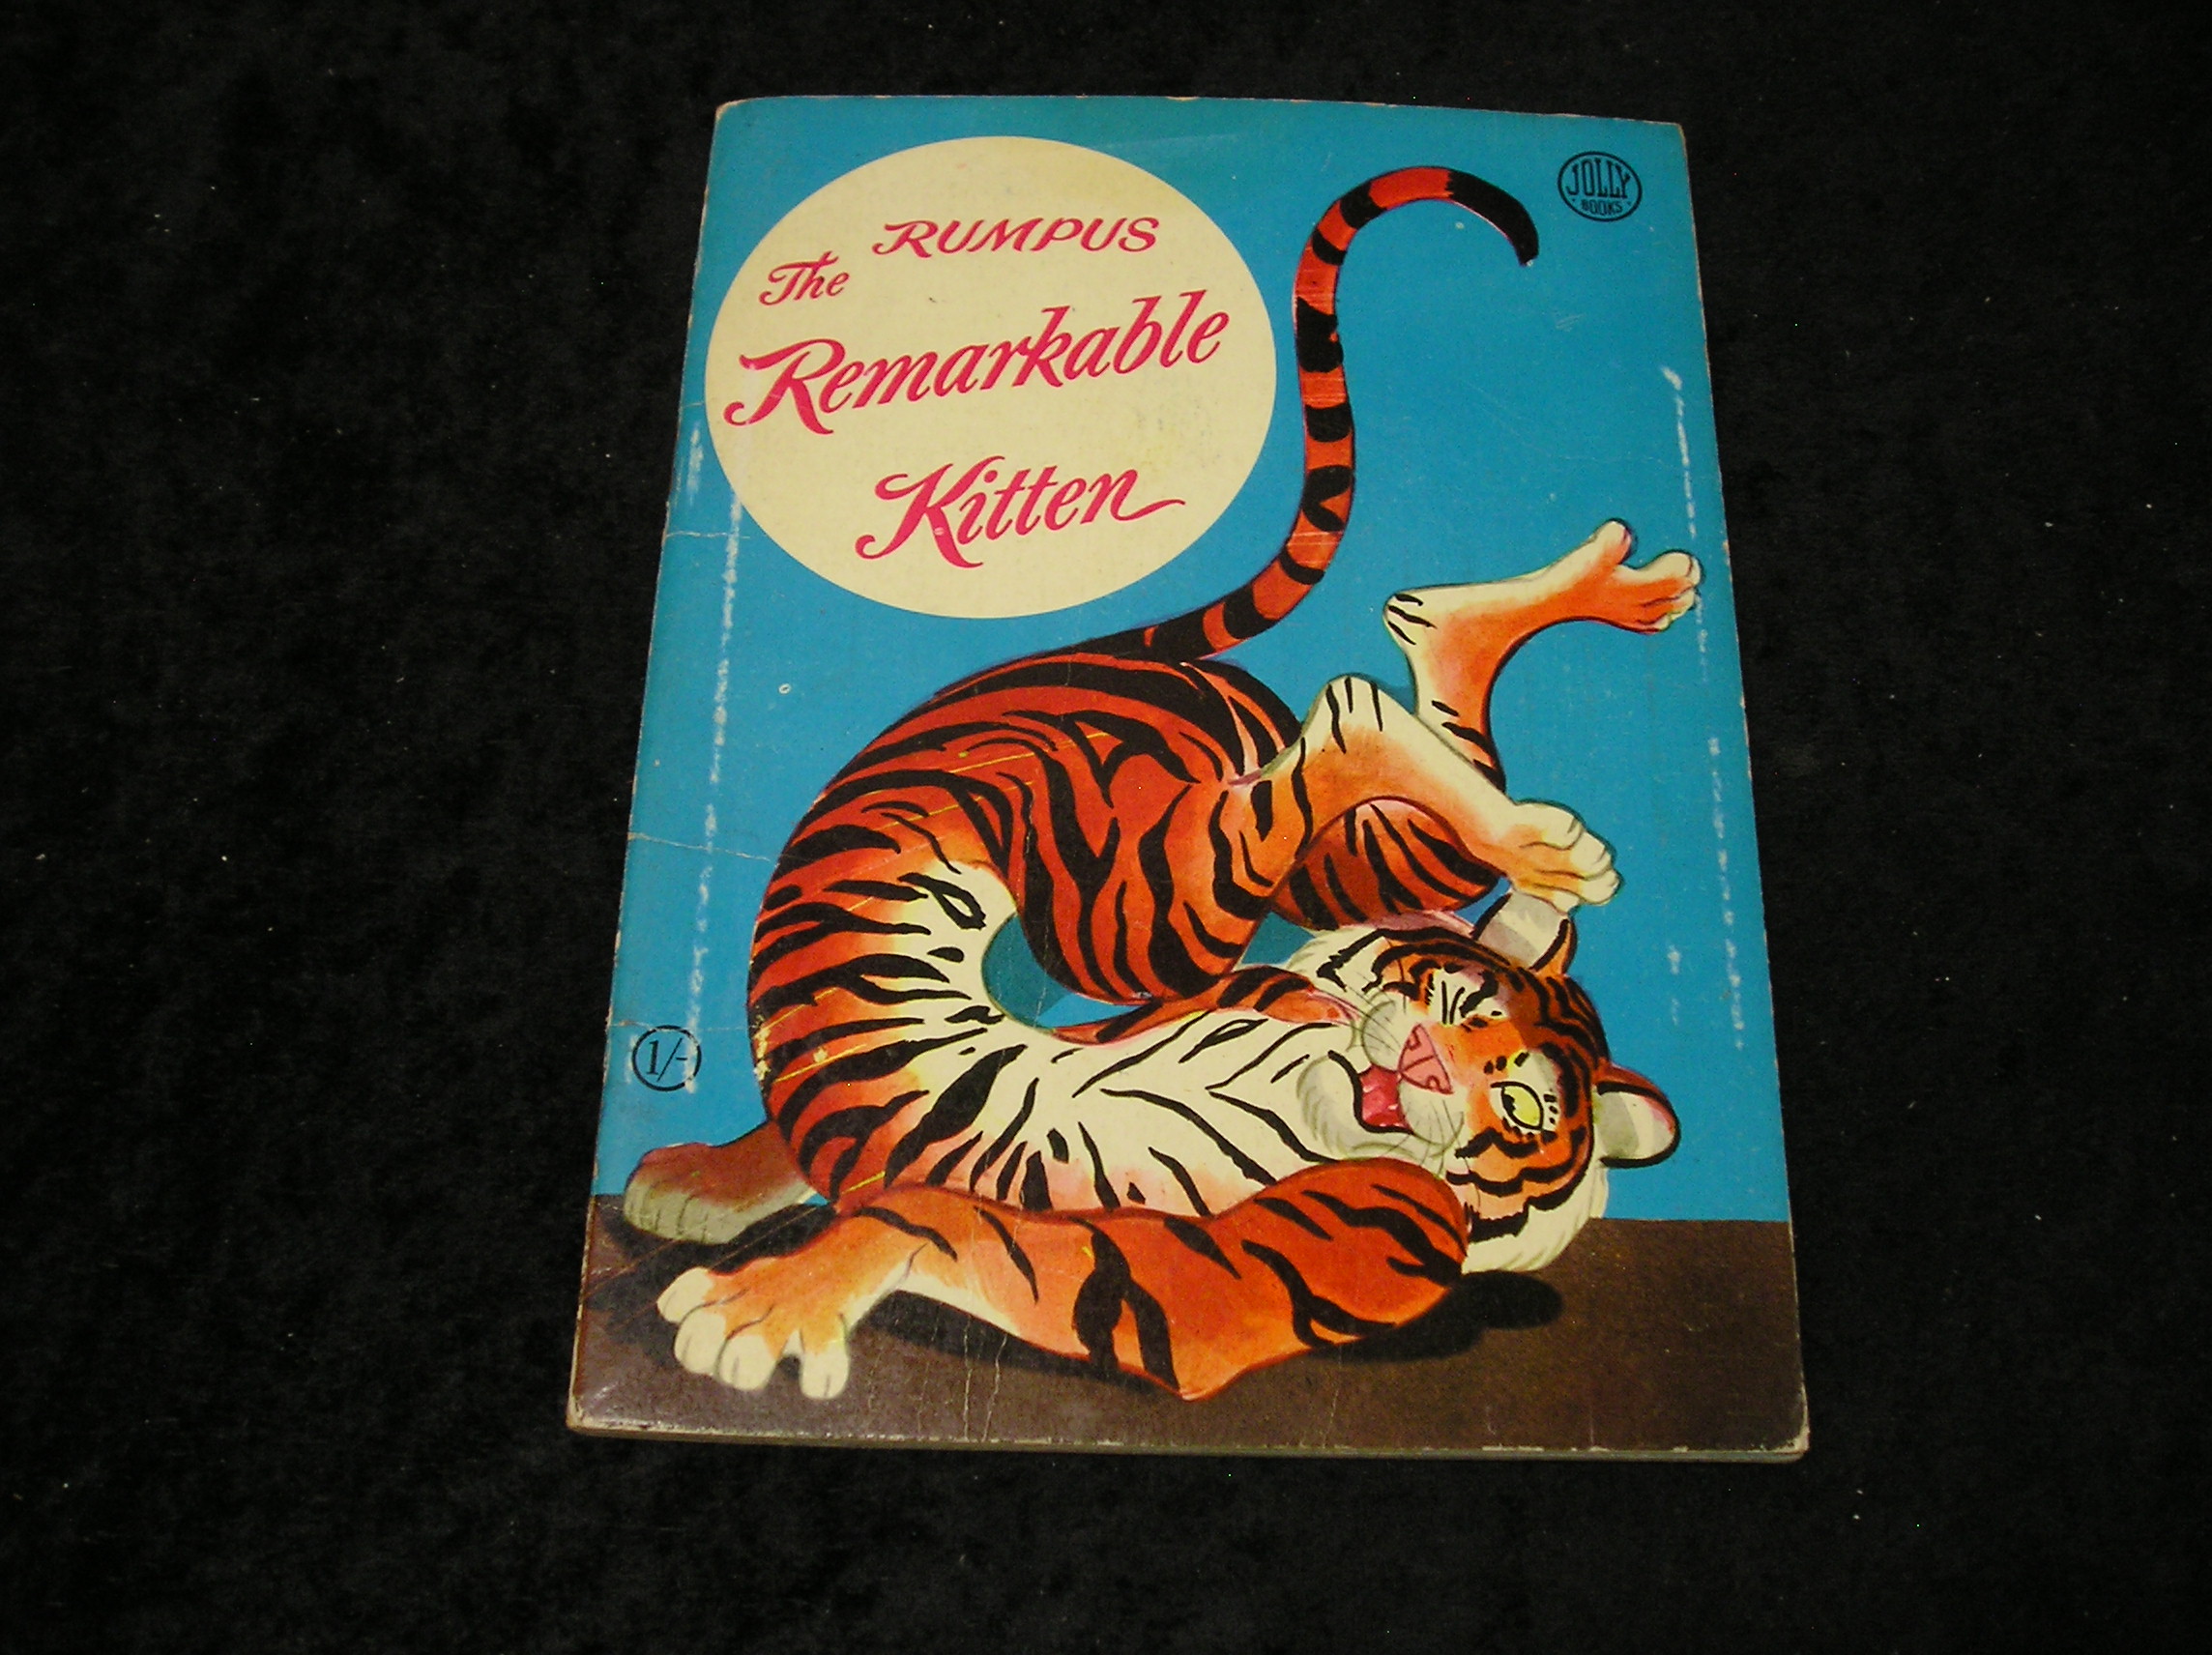 RUMPUS
The
Remarkable
Kitten
JOLLY
BOOKS
1/-